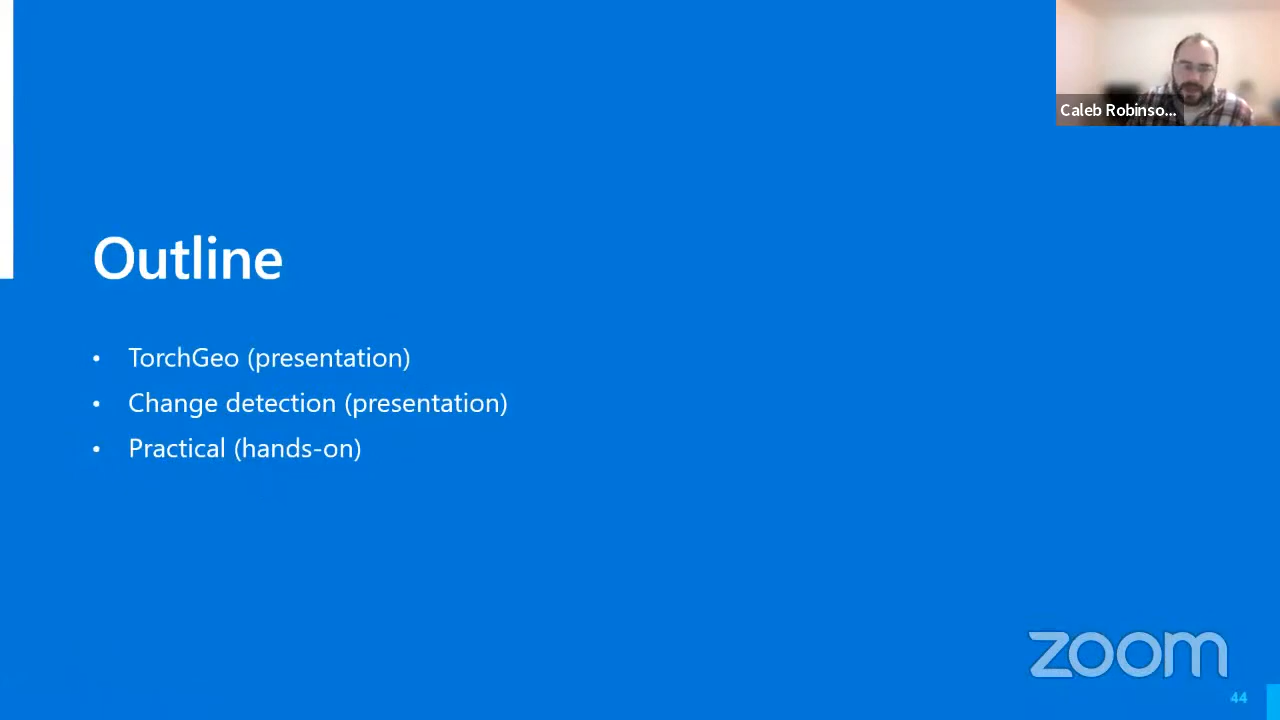 Caleb Robinso...
Outline
• TorchGeo (presentation)
• Change detection (presentation)
• Practical (hands-on)
zoom
44